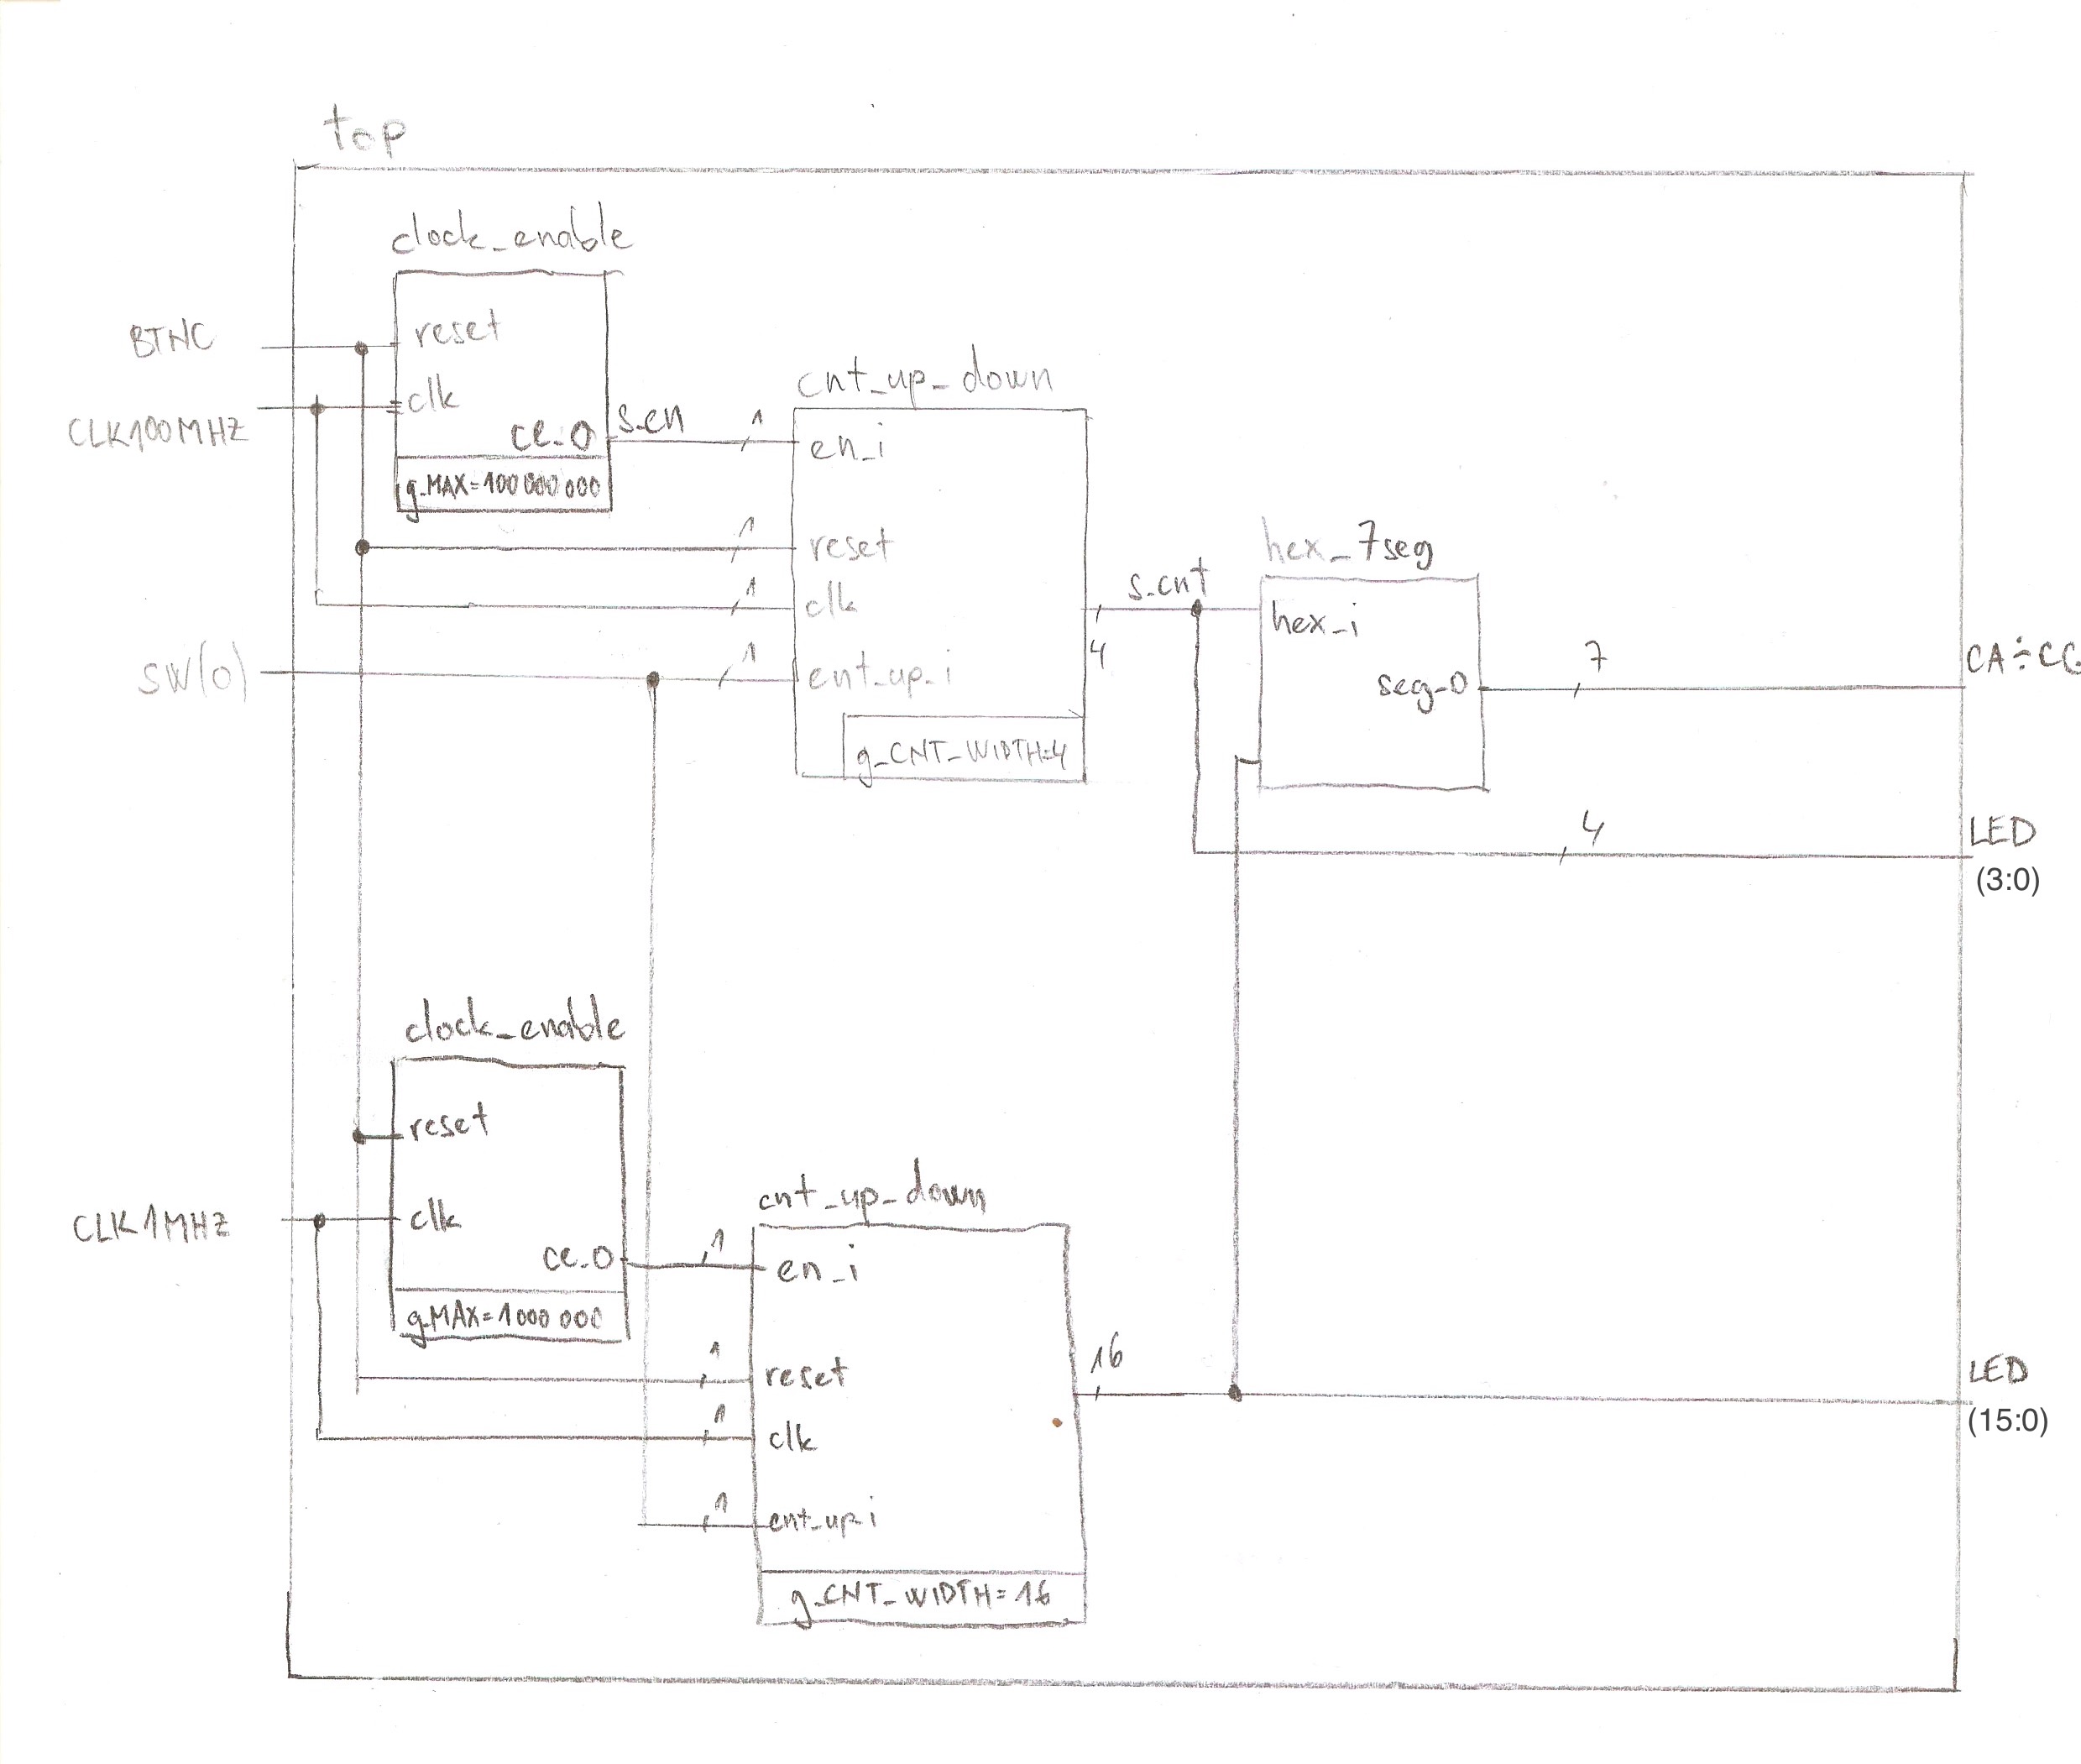 top
clock_enable
BTNC
reset
CLK100MHZ
clk
ce_o
s_en
1
g_MAX=100 000 000
cnt_up_down
en_i
1
reset
1
clk
SW(0)
1
cnt_up_i
g_CNT_WIDTH=4
s_cnt
4
hex_7seg
hex_i
seg_o
7
CA÷CG
4
LED
(3:0)
clock_enable
reset
CLK1MHZ
clk
ce_o
1
g_MAX=1000 000
cnt_up_down
en_i
1
reset
1
clk
1
cnt_up_i
g_CNT_WIDTH=16
16
LED
(15:0)